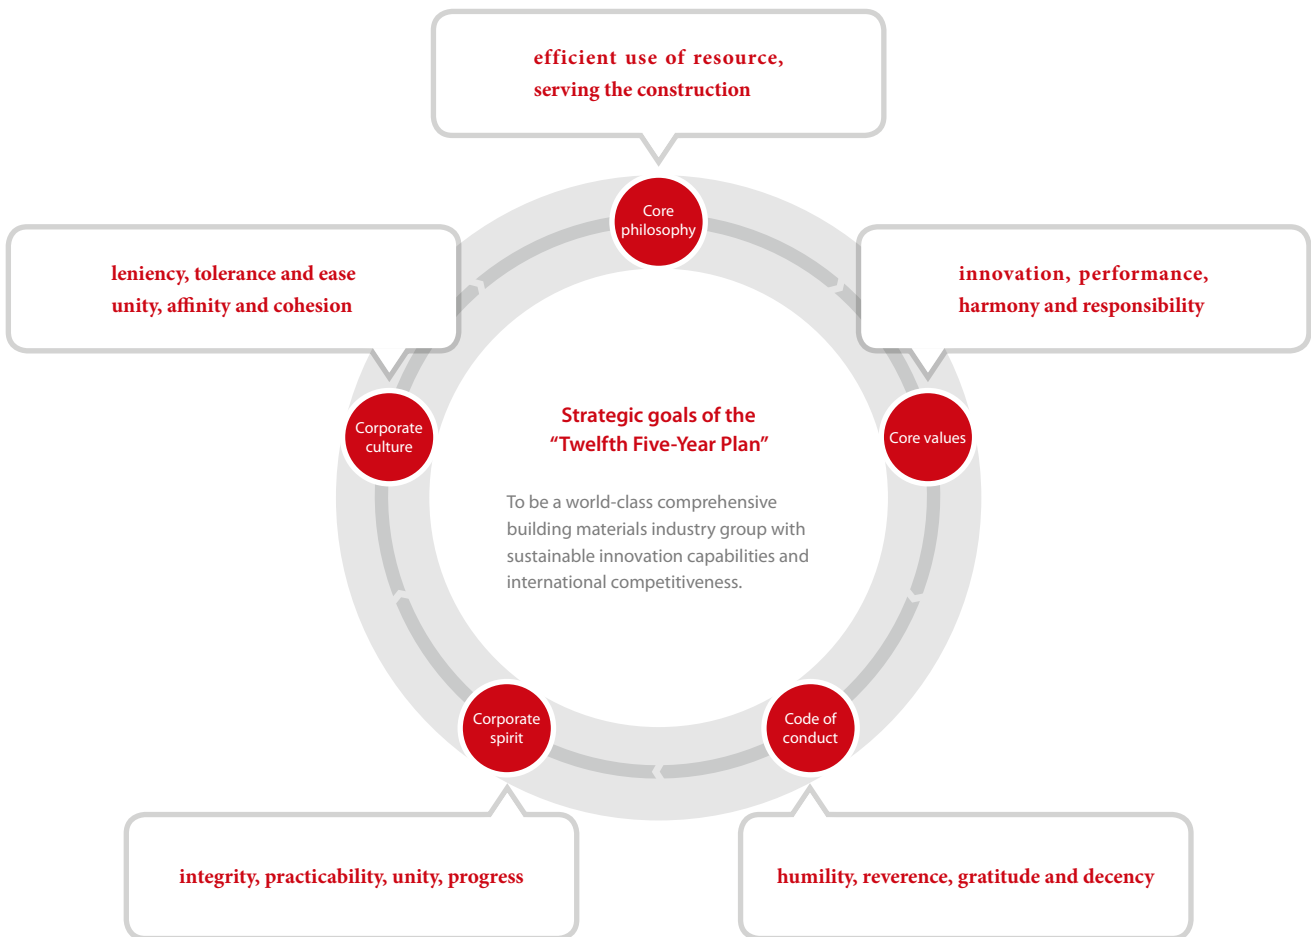 efficient use of resource,
serving the construction
Core
philosophy
leniency, tolerance and ease
unity, affinity and cohesion
innovation, performance,
harmony and responsibility
Corporate
culture
Strategic goals of the
“Twelfth Five-Year Plan”
Core values
To be a world-class comprehensive
building materials industry group with
sustainable innovation capabilities and
international competitiveness.
Corporate
spirit
Code of
conduct
integrity, practicability, unity, progress
humility, reverence, gratitude and decency